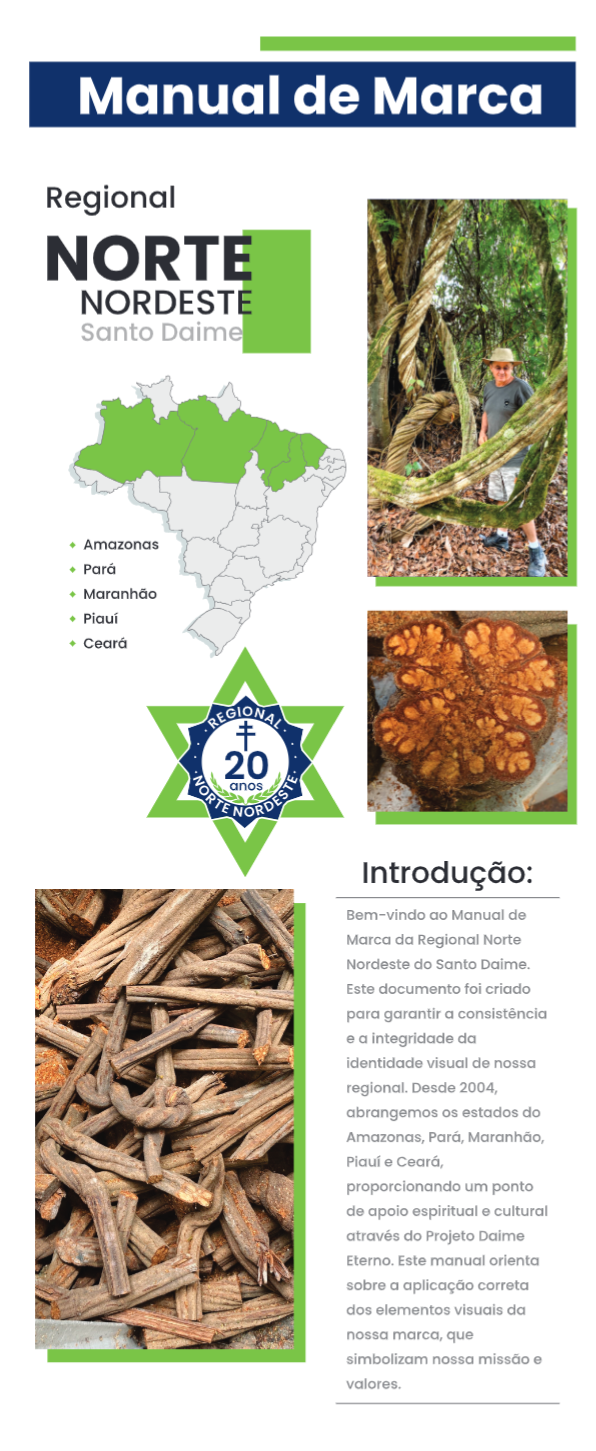 Manual de Marca
Regional
NORTE
NORDESTE
Santo Daime
Amazonas
Pará
Maranhão
Piauí
Ceará
REGIONAL
20
anos
NORTE NORDESTE
Introdução:
Bem-vindo ao Manual de
Marca da Regional Norte
Nordeste do Santo Daime.
Este documento foi criado
para garantir a consistência
e a integridade da
identidade visual de nossa
regional. Desde 2004,
abrangemos os estados do
Amazonas, Pará, Maranhão,
Piauí e Ceará,
proporcionando um ponto
de apoio espiritual e cultural
através do Projeto Daime
Eterno. Este manual orienta
sobre a aplicação correta
dos elementos visuais da
nossa marca, que
simbolizam nossa missão e
valores.